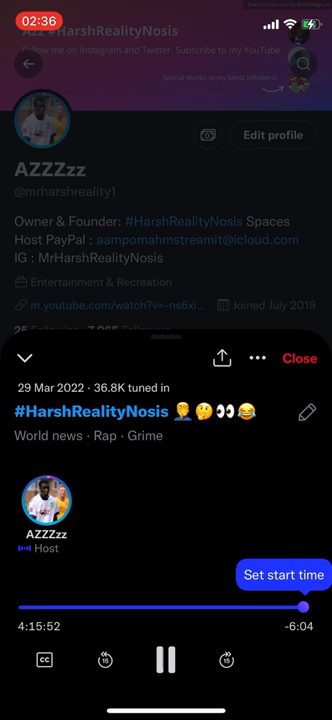 02:36
Azz #HarshRealityNosis
Follow me on Instagram and Twitter. Subscribe to my YouTube
Special thanks to my latest followers!
Edit profile
AZZZzz
@mrharshreality1
Owner & Founder: #HarshRealityNosis Spaces
Host PayPal : aampomahmstreamit@icloud.com
IG : MrHarshRealityNosis
Entertainment & Recreation
m.youtube.com/watch?v=-ns6xi... Joined July 2019
Close
29 Mar 2022 · 36.8K tuned in
#HarshRealityNosis 🤦‍♂️🤔👀😂
World news · Rap · Grime
AZZZzz
Host
Set start time
4:15:52 -6:04
CC 15 15